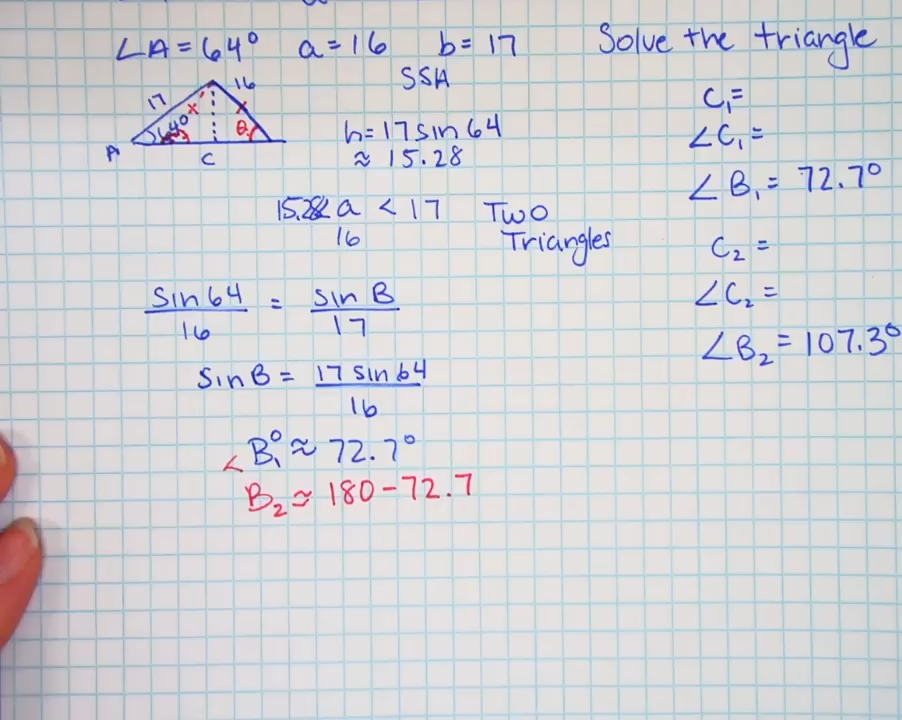 ∠A = 64° a = 16 b = 17 Solve the triangle
SSA
17 16
64° θ
A
C
h = 17 sin 64
≈ 15.28
15.28 < a < 17 Two
16 Triangles
sin 64 / 16 = sin B / 17
sin B = 17 sin 64 / 16
∠B₁° ≈ 72.7°
B₂ ≈ 180 - 72.7
C₁ =
∠C₁ =
∠B₁ = 72.7°
C₂ =
∠C₂ =
∠B₂ = 107.3°